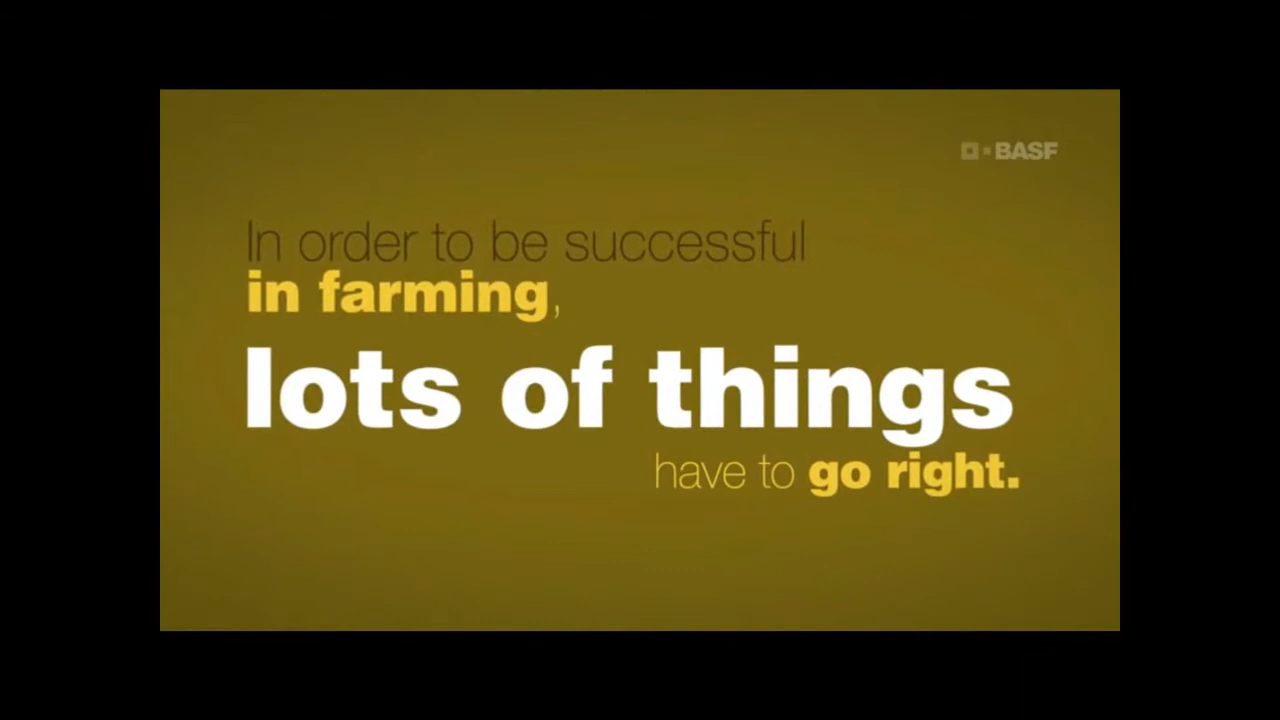 BASF
In order to be successful
in farming,
lots of things
have to go right.